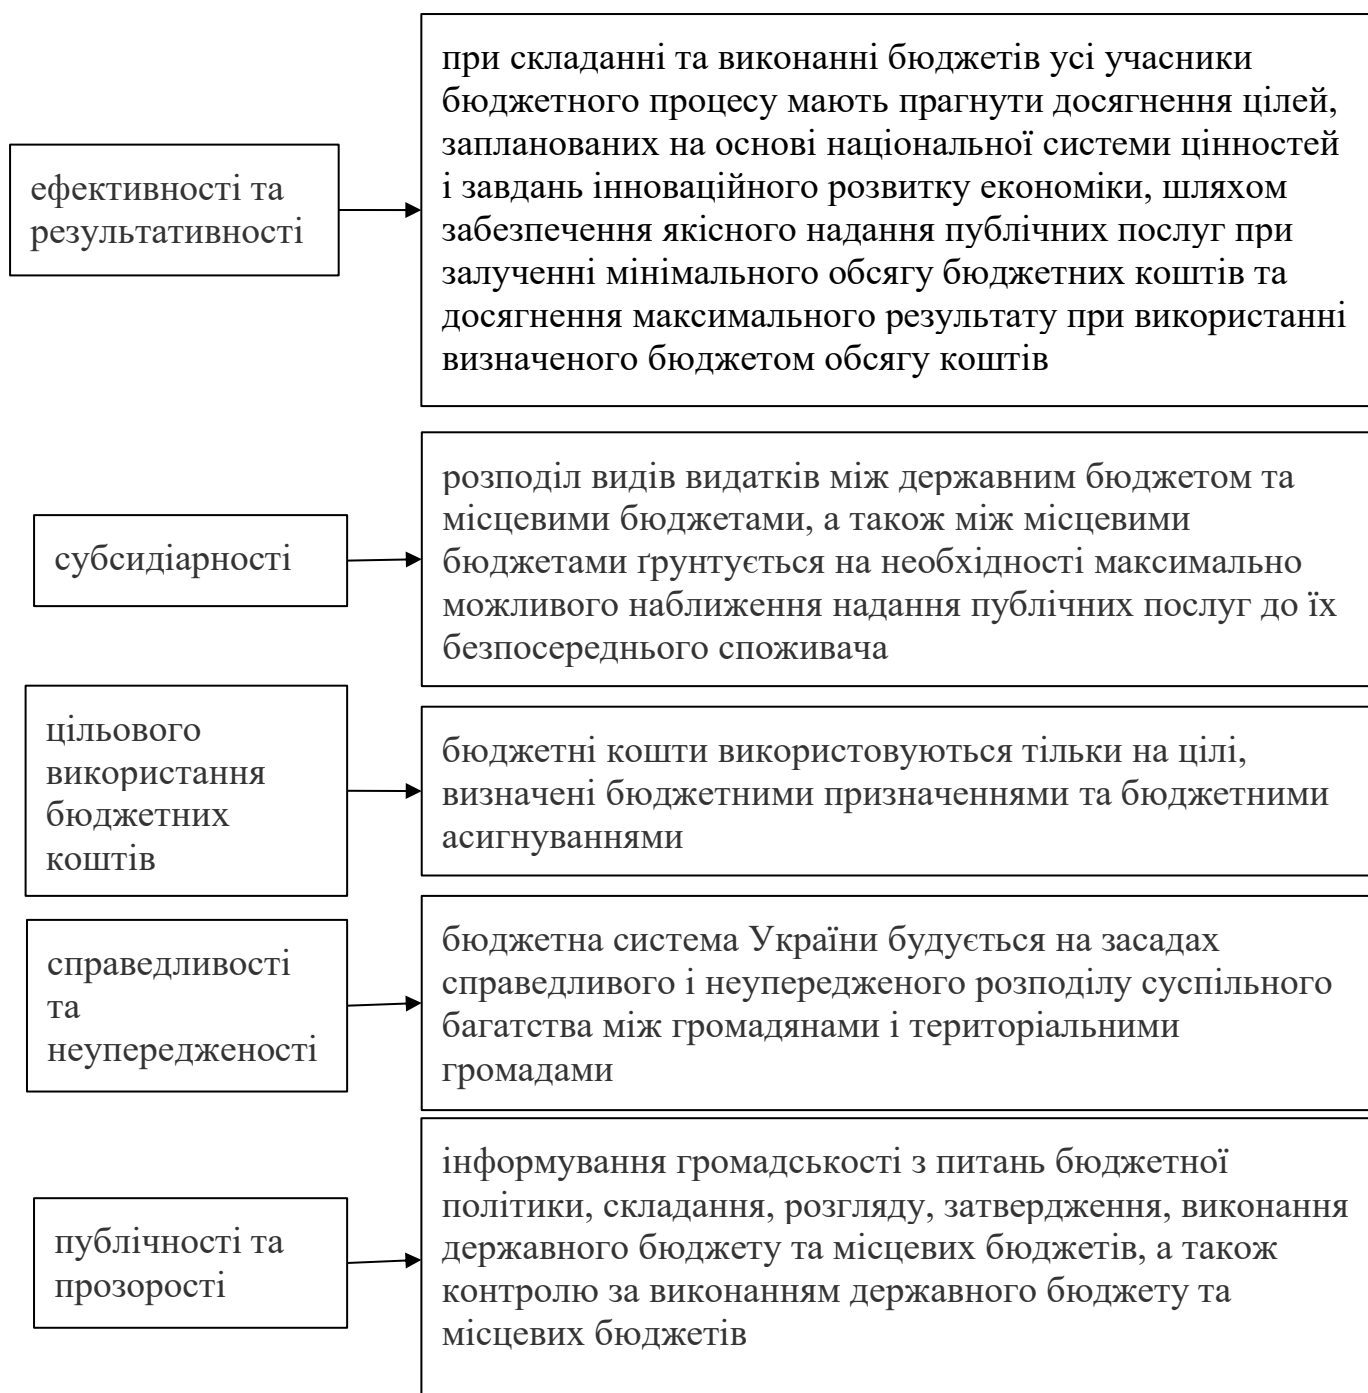 ефективності та
результативності
при складанні та виконанні бюджетів усі учасники
бюджетного процесу мають прагнути досягнення цілей,
запланованих на основі національної системи цінностей
і завдань інноваційного розвитку економіки, шляхом
забезпечення якісного надання публічних послуг при
залученні мінімального обсягу бюджетних коштів та
досягнення максимального результату при використанні
визначеного бюджетом обсягу коштів
субсидіарності
розподіл видів видатків між державним бюджетом та
місцевими бюджетами, а також між місцевими
бюджетами ґрунтується на необхідності максимально
можливого наближення надання публічних послуг до їх
безпосереднього споживача
цільового
використання
бюджетних
коштів
бюджетні кошти використовуються тільки на цілі,
визначені бюджетними призначеннями та бюджетними
асигнуваннями
справедливості
та
неупередженості
бюджетна система України будується на засадах
справедливого і неупередженого розподілу суспільного
багатства між громадянами і територіальними
громадами
публічності та
прозорості
інформування громадськості з питань бюджетної
політики, складання, розгляду, затвердження, виконання
державного бюджету та місцевих бюджетів, а також
контролю за виконанням державного бюджету та
місцевих бюджетів